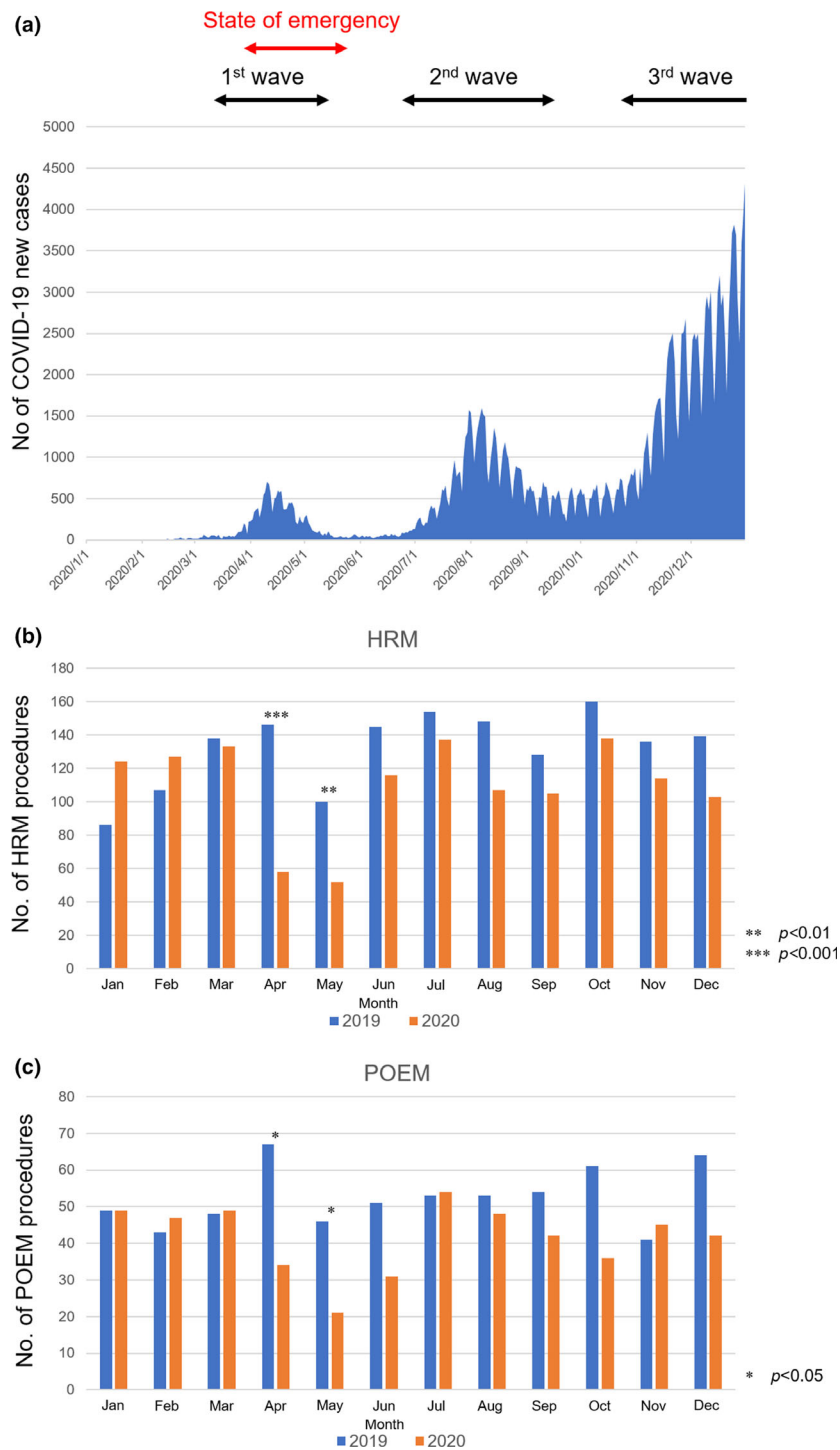 (a)
State of emergency
1st wave
2nd wave
3rd wave
No of COVID-19 new cases
5000
4500
4000
3500
3000
2500
2000
1500
1000
500
0
2020/1/1
2020/2/1
2020/3/1
2020/4/1
2020/5/1
2020/6/1
2020/7/1
2020/8/1
2020/9/1
2020/10/1
2020/11/1
2020/12/1
(b)
HRM
No. of HRM procedures
180
160
140
120
100
80
60
40
20
0
***
**
Jan Feb Mar Apr May Jun Jul Aug Sep Oct Nov Dec
Month
2019 2020
** p<0.01
*** p<0.001
(c)
POEM
No. of POEM procedures
80
70
60
50
40
30
20
10
0
*
*
Jan Feb Mar Apr May Jun Jul Aug Sep Oct Nov Dec
Month
2019 2020
* p<0.05